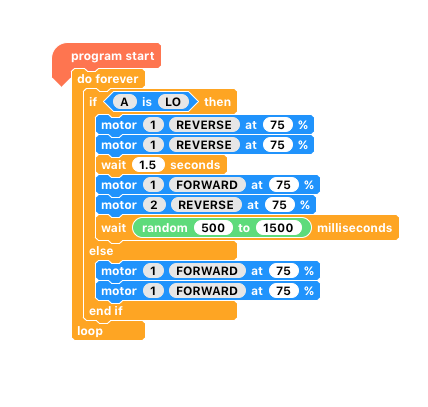 program start
do forever
if A is LO then
motor 1 REVERSE at 75 %
motor 1 REVERSE at 75 %
wait 1.5 seconds
motor 1 FORWARD at 75 %
motor 2 REVERSE at 75 %
wait random 500 to 1500 milliseconds
else
motor 1 FORWARD at 75 %
motor 1 FORWARD at 75 %
end if
loop